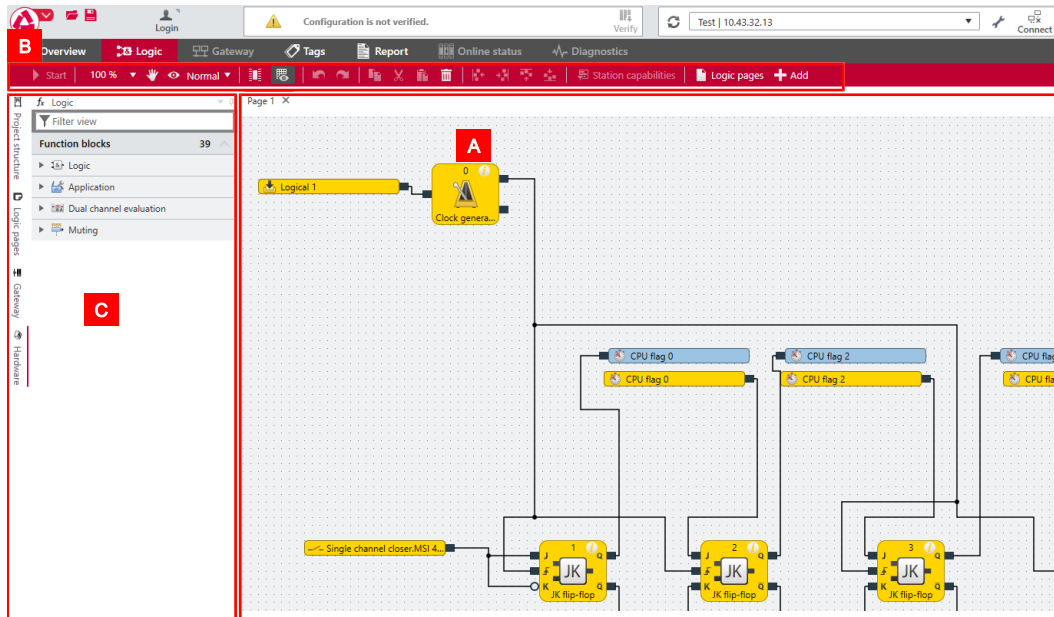 Login
Configuration is not verified.
Verify
Test | 10.43.32.13
Connect
B
Overview
Logic
Gateway
Tags
Report
Online status
Diagnostics
Start
100 %
Normal
Station capabilities
Logic pages
Add
fx Logic
Page 1
Filter view
Function blocks 39
Logic
Application
Dual channel evaluation
Muting
Project structure
Logic pages
Gateway
Hardware
C
A
0
Logical 1
Clock genera...
CPU flag 0
CPU flag 2
CPU flag
CPU flag 0
CPU flag 2
CPU fla
Single channel closer.MSI 4...
1
J Q
JK
K Q̅
JK flip-flop
2
J Q
JK
K Q̅
JK flip-flop
3
J Q
JK
K Q̅
JK flip-flop